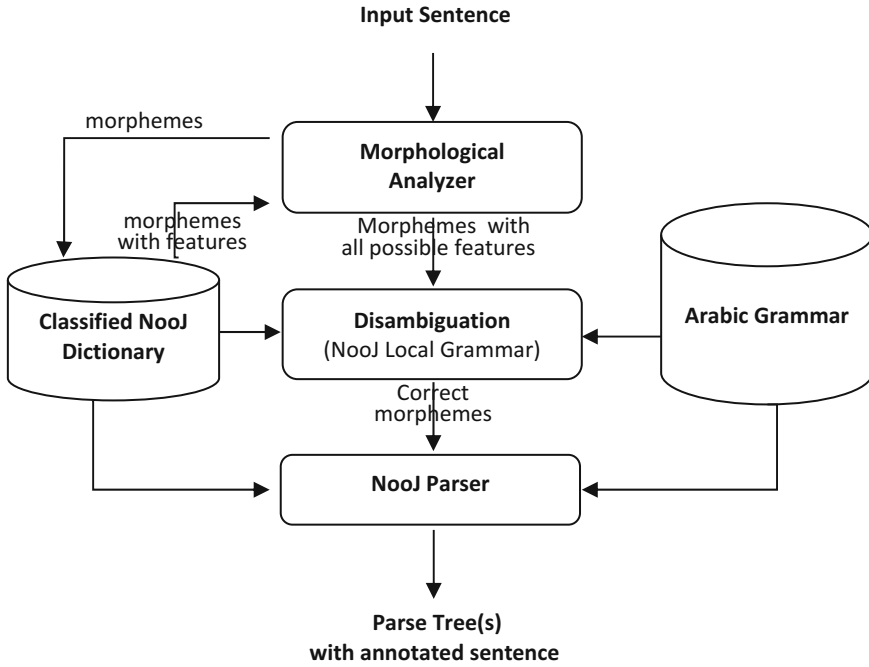 Input Sentence
morphemes
Morphological
Analyzer
morphemes
with features
Morphemes with
all possible features
Classified NooJ
Dictionary
Disambiguation
(NooJ Local Grammar)
Arabic Grammar
Correct
morphemes
NooJ Parser
Parse Tree(s)
with annotated sentence